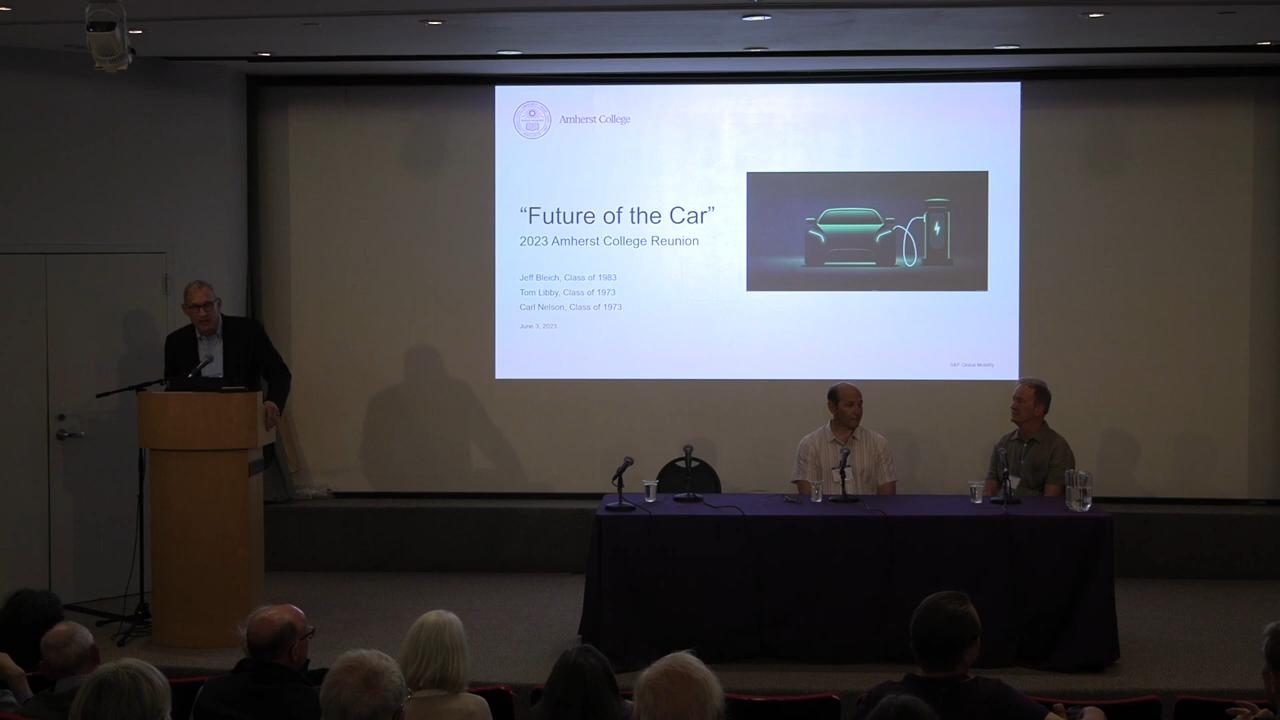 Amherst College
“Future of the Car”
2023 Amherst College Reunion
Jeff Bleich, Class of 1983
Tom Libby, Class of 1973
Carl Nelson, Class of 1973
June 3, 2023
S&P Global Mobility